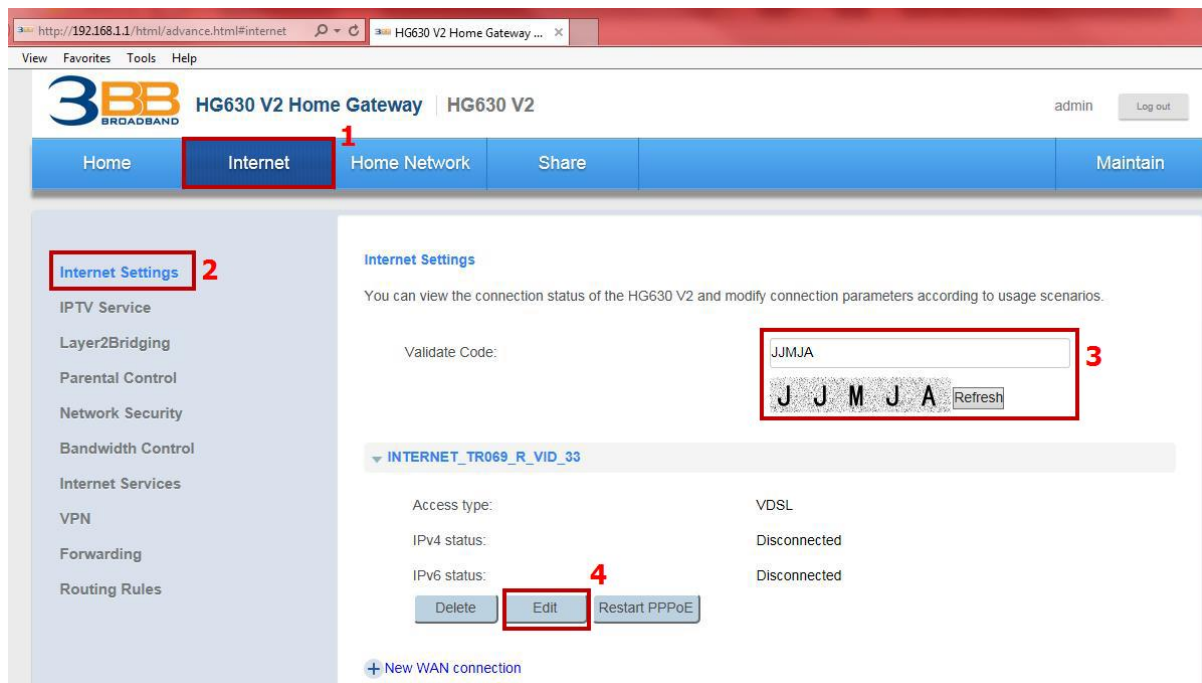 http://192.168.1.1/html/advance.html#internet
3BB HG630 V2 Home Gateway ... ×
View Favorites Tools Help
3BB BROADBAND
HG630 V2 Home Gateway HG630 V2
admin Log out
1
Home Internet Home Network Share Maintain
Internet Settings 2
IPTV Service
Layer2Bridging
Parental Control
Network Security
Bandwidth Control
Internet Services
VPN
Forwarding
Routing Rules
Internet Settings
You can view the connection status of the HG630 V2 and modify connection parameters according to usage scenarios.
Validate Code: JJMJA 3
J J M J A Refresh
INTERNET_TR069_R_VID_33
Access type: VDSL
IPv4 status: Disconnected
IPv6 status: Disconnected
4
Delete Edit Restart PPPoE
+ New WAN connection